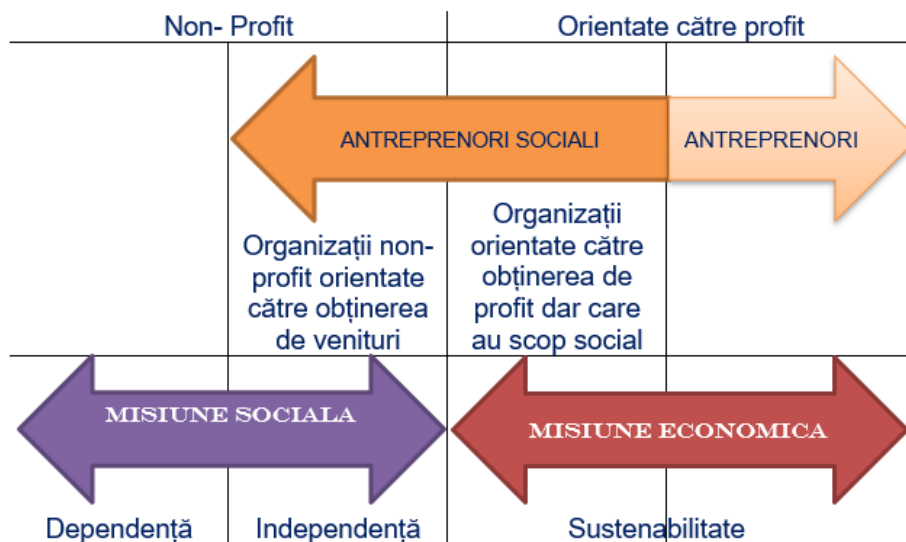 Non- Profit
Orientate către profit
ANTREPRENORI SOCIALI
ANTREPRENORI
Organizații non-
profit orientate
către obținerea
de venituri
Organizații
orientate către
obținerea de
profit dar care
au scop social
MISIUNE SOCIALA
MISIUNE ECONOMICA
Dependență
Independență
Sustenabilitate